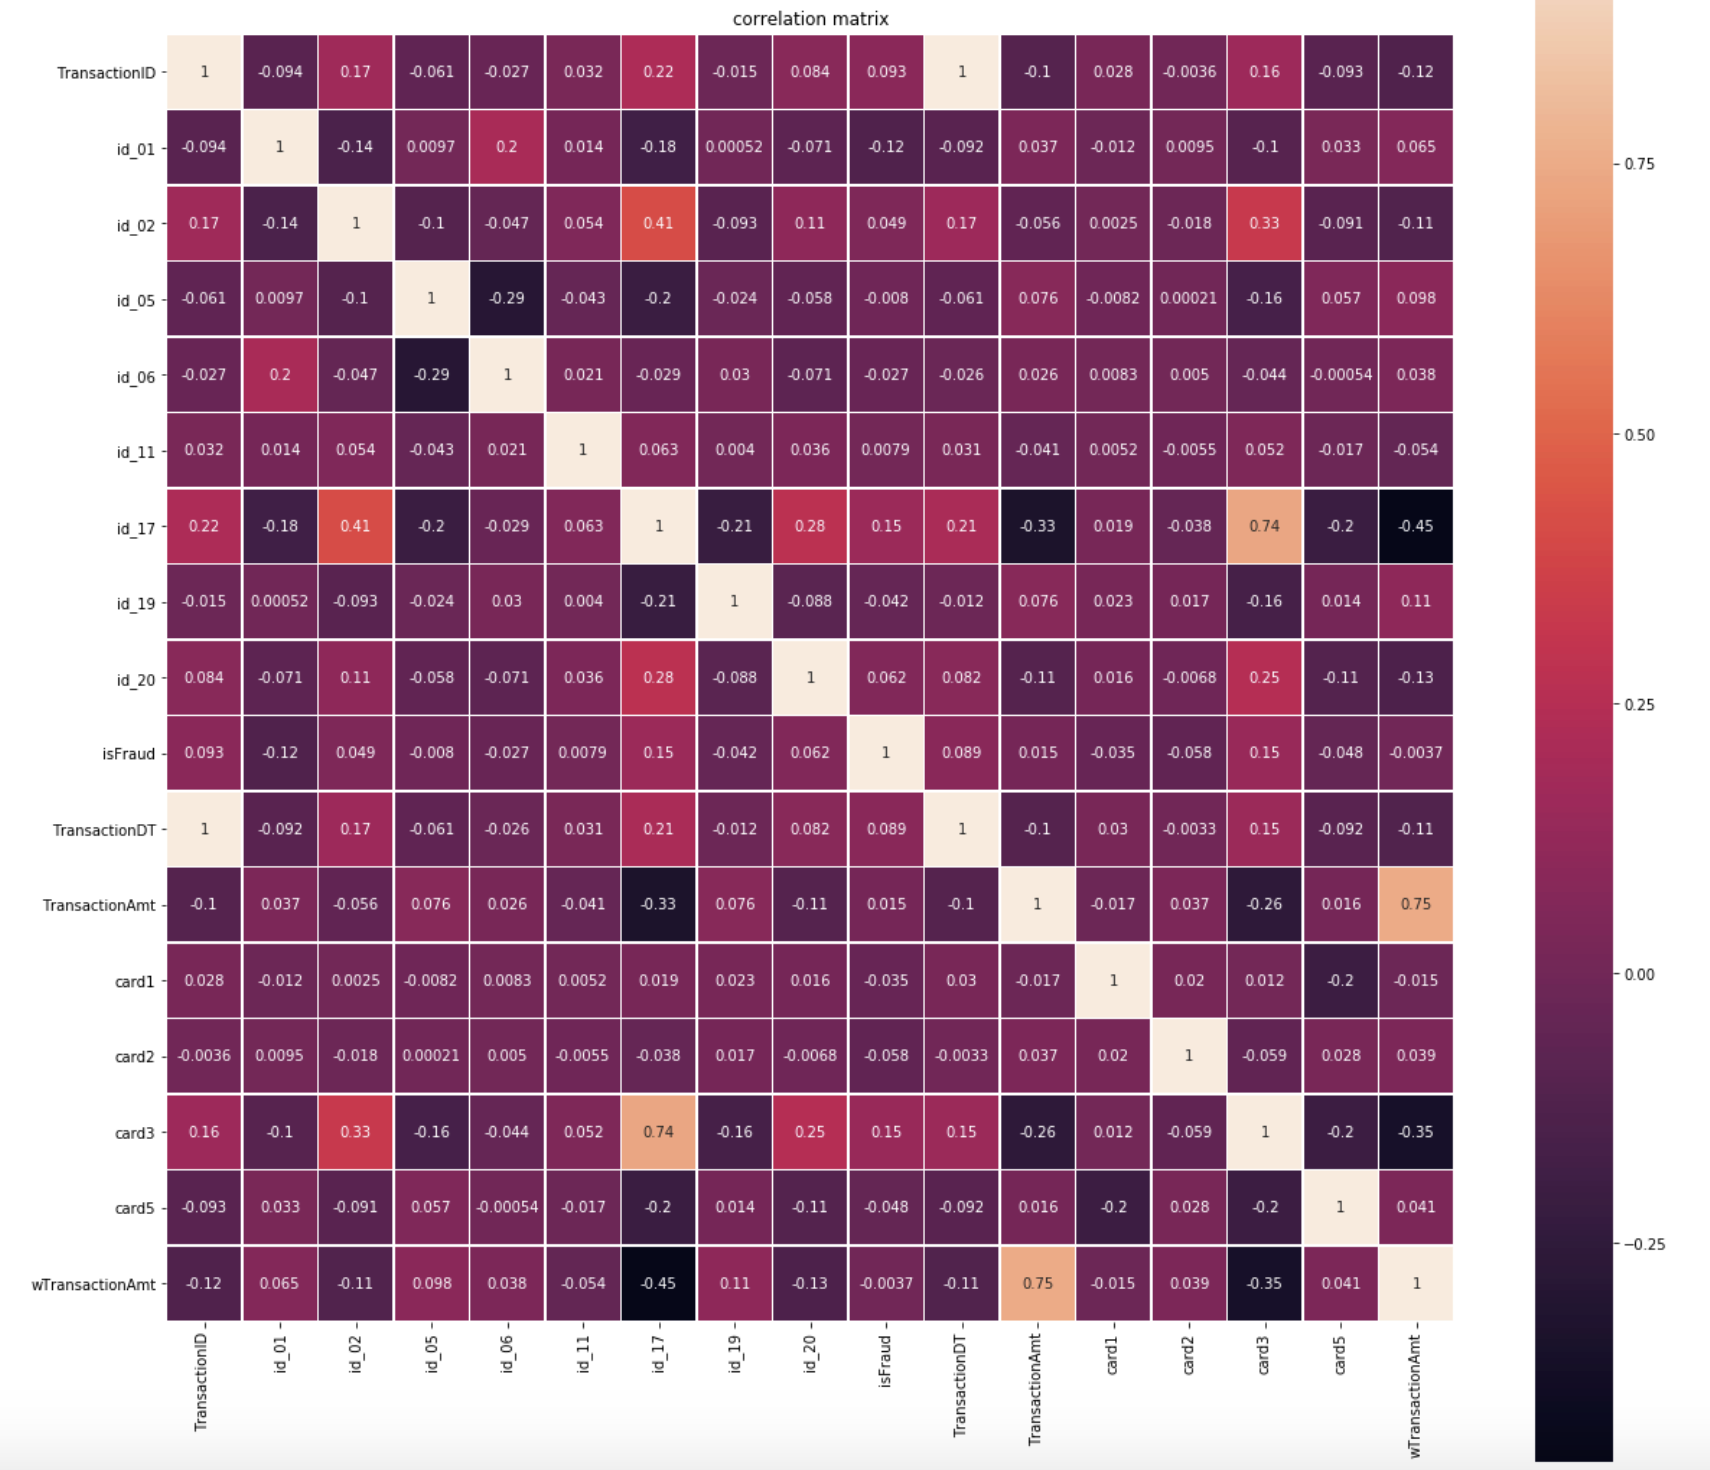 correlation matrix
TransactionID 1 -0.094 0.17 -0.061 -0.027 0.032 0.22 -0.015 0.084 0.093 1 -0.1 0.028 -0.0036 0.16 -0.093 -0.12
id_01 -0.094 1 -0.14 0.0097 0.2 0.014 -0.18 0.00052 -0.071 -0.12 -0.092 0.037 -0.012 0.0095 -0.1 0.033 0.065
id_02 0.17 -0.14 1 -0.1 -0.047 0.054 0.41 -0.093 0.11 0.049 0.17 -0.056 0.0025 -0.018 0.33 -0.091 -0.11
id_05 -0.061 0.0097 -0.1 1 -0.29 -0.043 -0.2 -0.024 -0.058 -0.008 -0.061 0.076 -0.0082 0.00021 -0.16 0.057 0.098
id_06 -0.027 0.2 -0.047 -0.29 1 0.021 -0.029 0.03 -0.071 -0.027 -0.026 0.026 0.0083 0.005 -0.044 -0.00054 0.038
id_11 0.032 0.014 0.054 -0.043 0.021 1 0.063 0.004 0.036 0.0079 0.031 -0.041 0.0052 -0.0055 0.052 -0.017 -0.054
id_17 0.22 -0.18 0.41 -0.2 -0.029 0.063 1 -0.21 0.28 0.15 0.21 -0.33 0.019 -0.038 0.74 -0.2 -0.45
id_19 -0.015 0.00052 -0.093 -0.024 0.03 0.004 -0.21 1 -0.088 -0.042 -0.012 0.076 0.023 0.017 -0.16 0.014 0.11
id_20 0.084 -0.071 0.11 -0.058 -0.071 0.036 0.28 -0.088 1 0.062 0.082 -0.11 0.016 -0.0068 0.25 -0.11 -0.13
isFraud 0.093 -0.12 0.049 -0.008 -0.027 0.0079 0.15 -0.042 0.062 1 0.089 0.015 -0.035 -0.058 0.15 -0.048 -0.0037
TransactionDT 1 -0.092 0.17 -0.061 -0.026 0.031 0.21 -0.012 0.082 0.089 1 -0.1 0.03 -0.0033 0.15 -0.092 -0.11
TransactionAmt -0.1 0.037 -0.056 0.076 0.026 -0.041 -0.33 0.076 -0.11 0.015 -0.1 1 -0.017 0.037 -0.26 0.016 0.75
card1 0.028 -0.012 0.0025 -0.0082 0.0083 0.0052 0.019 0.023 0.016 -0.035 0.03 -0.017 1 0.02 0.012 -0.2 -0.015
card2 -0.0036 0.0095 -0.018 0.00021 0.005 -0.0055 -0.038 0.017 -0.0068 -0.058 -0.0033 0.037 0.02 1 -0.059 0.028 0.039
card3 0.16 -0.1 0.33 -0.16 -0.044 0.052 0.74 -0.16 0.25 0.15 0.15 -0.26 0.012 -0.059 1 -0.2 -0.35
card5 -0.093 0.033 -0.091 0.057 -0.00054 -0.017 -0.2 0.014 -0.11 -0.048 -0.092 0.016 -0.2 0.028 -0.2 1 0.041
wTransactionAmt -0.12 0.065 -0.11 0.098 0.038 -0.054 -0.45 0.11 -0.13 -0.0037 -0.11 0.75 -0.015 0.039 -0.35 0.041 1
TransactionID id_01 id_02 id_05 id_06 id_11 id_17 id_19 id_20 isFraud TransactionDT TransactionAmt card1 card2 card3 card5 wTransactionAmt
0.75
0.50
0.25
0.00
−0.25